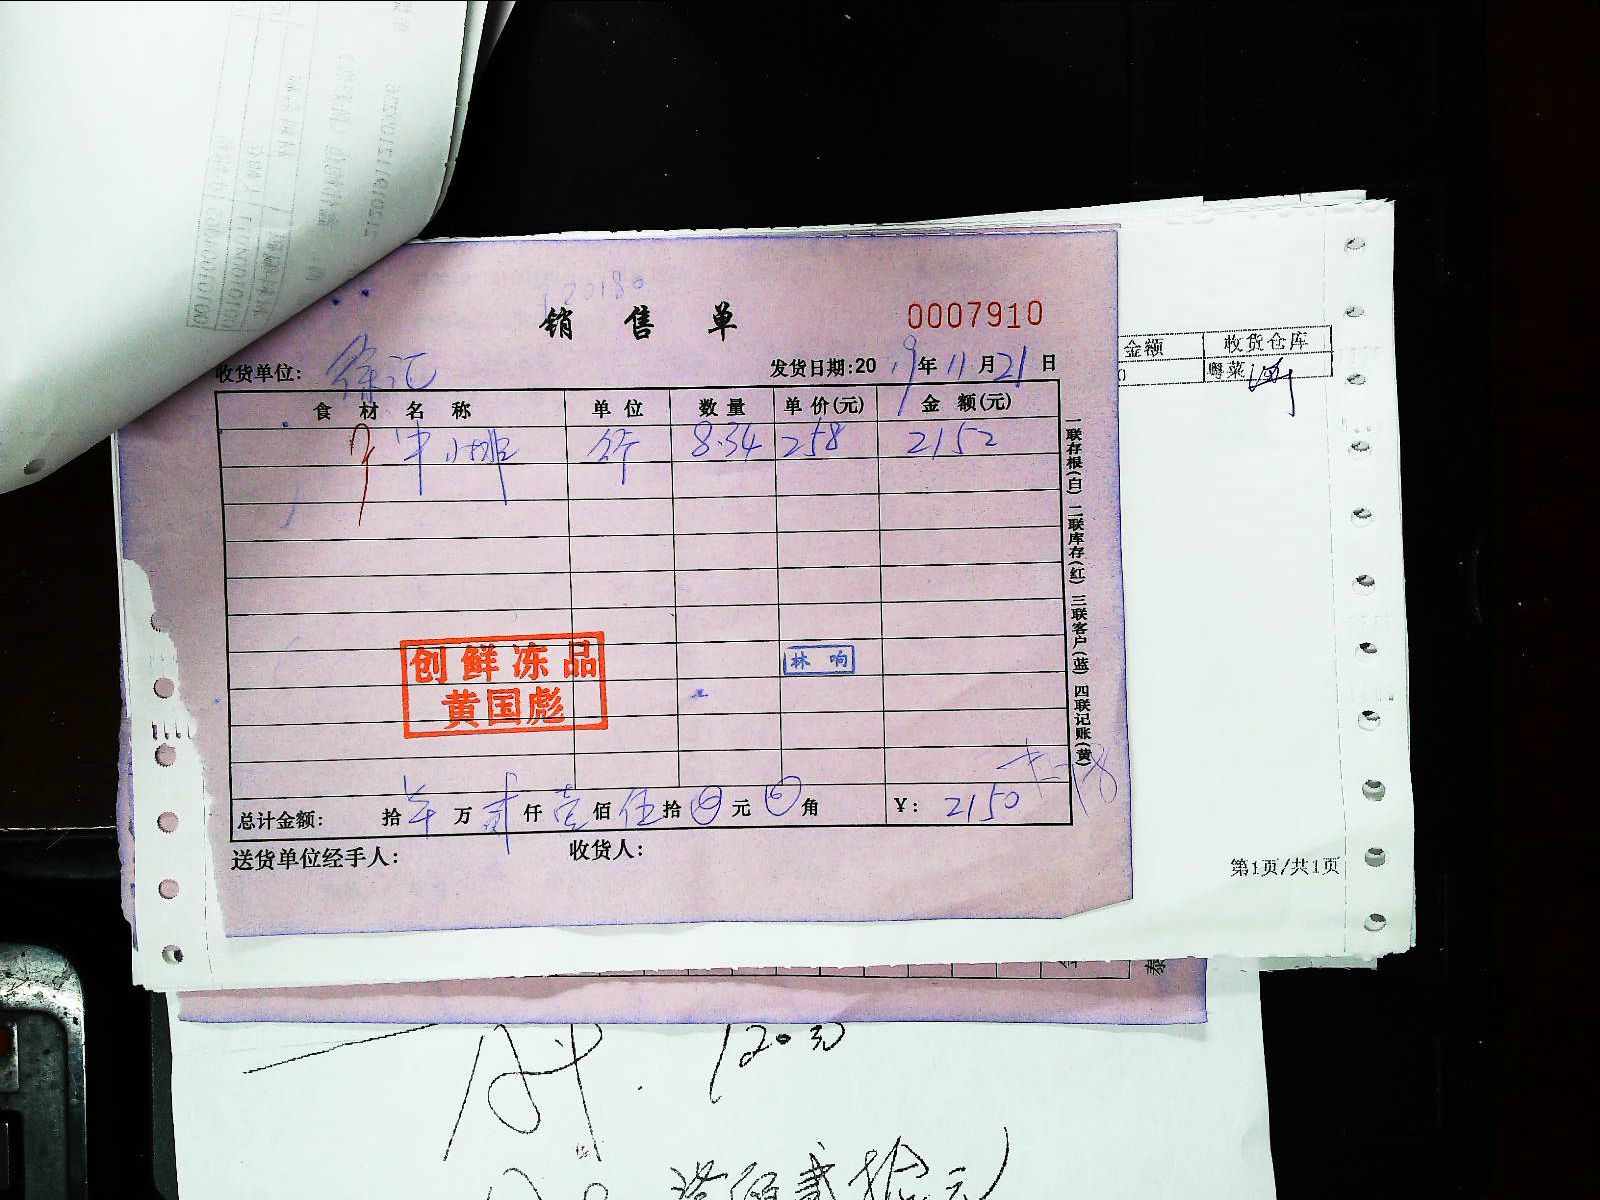 销售单
0007910
收货单位: 徐汇
发货日期:2019年11月21日
食材名称 单位 数量 单价(元) 金额(元)
牛小排 斤 8.34 258 2152
一联存根(白) 二联库存(红) 三联客户(蓝) 四联记账(黄)
创鲜冻品
黄国彪
林响
总计金额: 拾 万 贰仟壹佰伍拾 元 角 ¥: 2150
送货单位经手人: 收货人:
金额 收货仓库
0 粤菜
第1页/共1页
120元